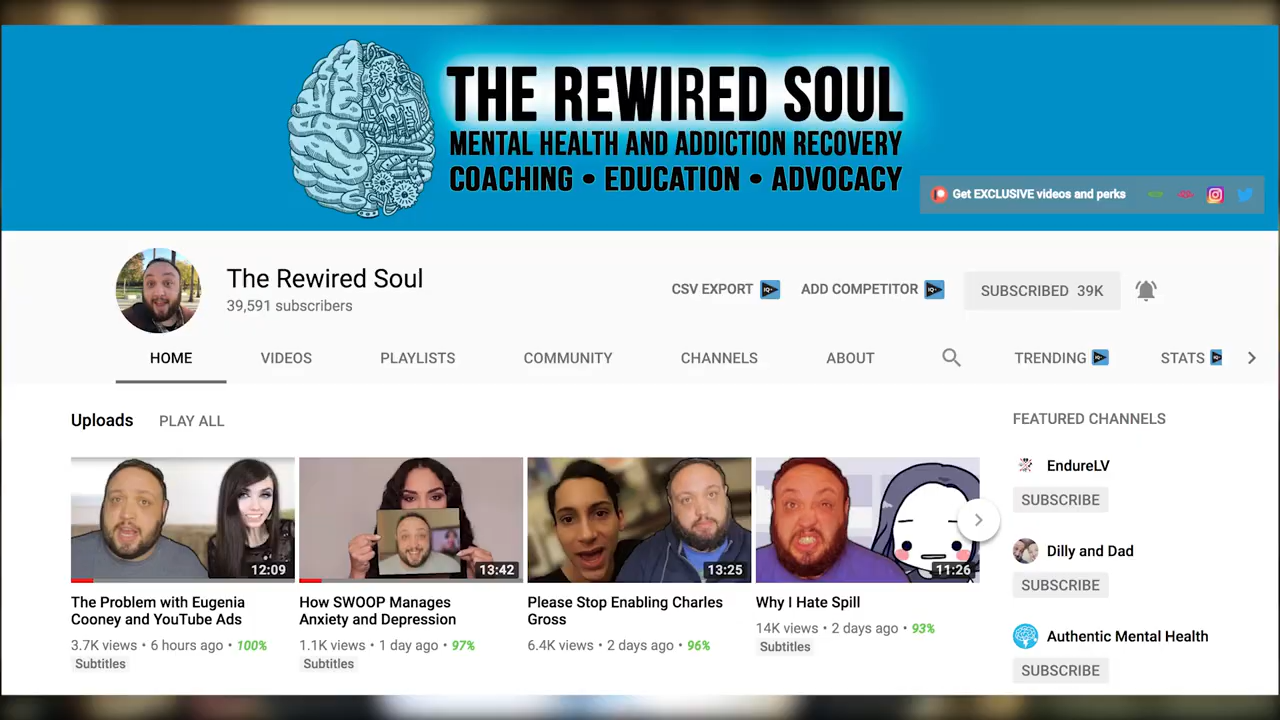 THE REWIRED SOUL
MENTAL HEALTH AND ADDICTION RECOVERY
COACHING • EDUCATION • ADVOCACY
Get EXCLUSIVE videos and perks
The Rewired Soul
39,591 subscribers
CSV EXPORT IQ+ ADD COMPETITOR IQ+ SUBSCRIBED 39K
HOME VIDEOS PLAYLISTS COMMUNITY CHANNELS ABOUT TRENDING IQ+ STATS
Uploads PLAY ALL
FEATURED CHANNELS
12:09 13:42 13:25 11:26
The Problem with Eugenia
Cooney and YouTube Ads
3.7K views • 6 hours ago • 100%
Subtitles
How SWOOP Manages
Anxiety and Depression
1.1K views • 1 day ago • 97%
Subtitles
Please Stop Enabling Charles
Gross
6.4K views • 2 days ago • 96%
Why I Hate Spill
14K views • 2 days ago • 93%
Subtitles
EndureLV
SUBSCRIBE
Dilly and Dad
SUBSCRIBE
Authentic Mental Health
SUBSCRIBE